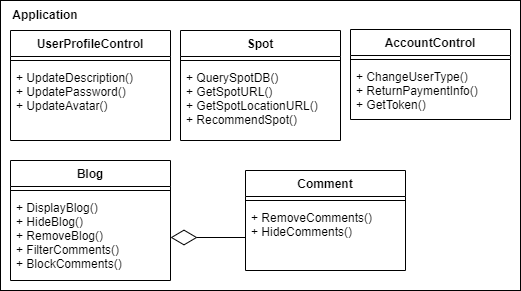 Application
UserProfileControl
+ UpdateDescription()
+ UpdatePassword()
+ UpdateAvatar()
Spot
+ QuerySpotDB()
+ GetSpotURL()
+ GetSpotLocationURL()
+ RecommendSpot()
AccountControl
+ ChangeUserType()
+ ReturnPaymentInfo()
+ GetToken()
Blog
+ DisplayBlog()
+ HideBlog()
+ RemoveBlog()
+ FilterComments()
+ BlockComments()
Comment
+ RemoveComments()
+ HideComments()